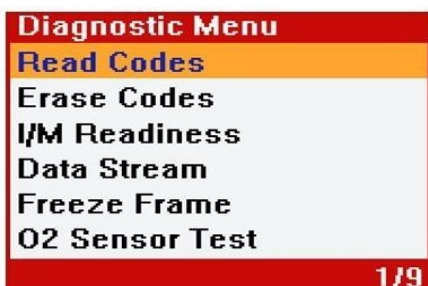 Diagnostic Menu
Read Codes
Erase Codes
I/M Readiness
Data Stream
Freeze Frame
O2 Sensor Test
1/9